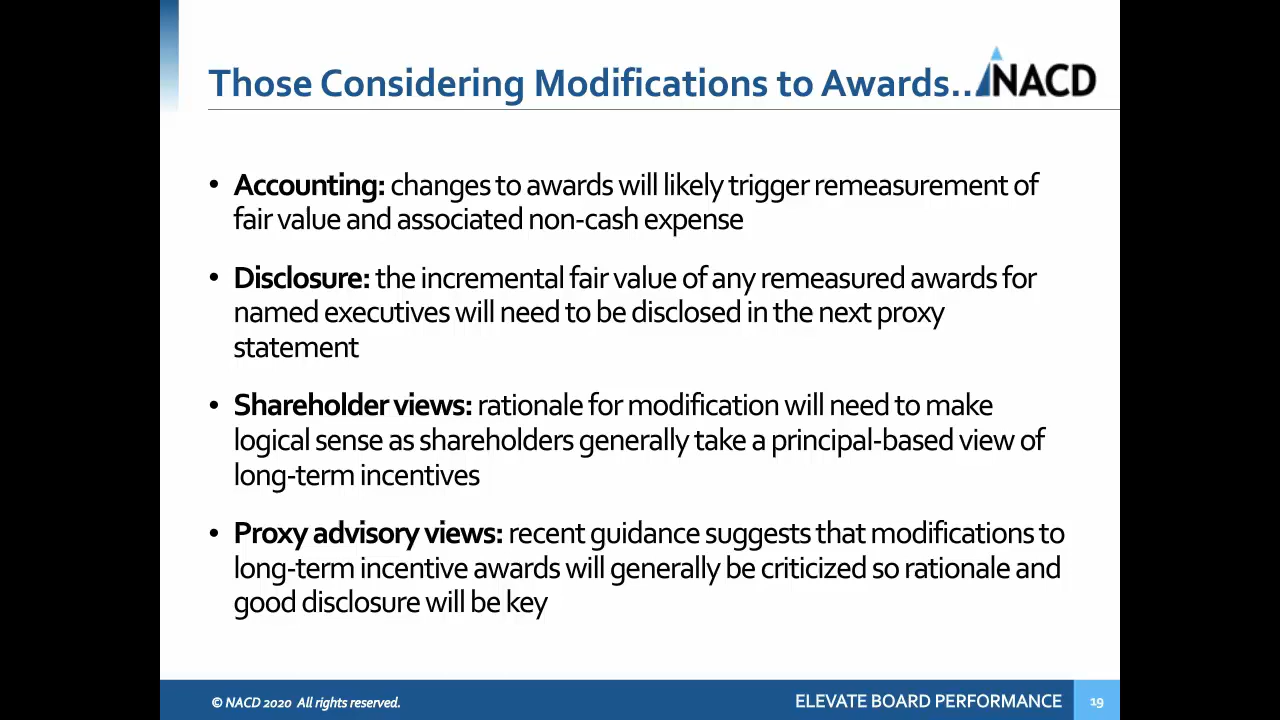 Those Considering Modifications to Awards..
NACD
• Accounting: changes to awards will likely trigger remeasurement of
fair value and associated non-cash expense
• Disclosure: the incremental fair value of any remeasured awards for
named executives will need to be disclosed in the next proxy
statement
• Shareholder views: rationale for modification will need to make
logical sense as shareholders generally take a principal-based view of
long-term incentives
• Proxy advisory views: recent guidance suggests that modifications to
long-term incentive awards will generally be criticized so rationale and
good disclosure will be key
© NACD 2020 All rights reserved.
ELEVATE BOARD PERFORMANCE
19